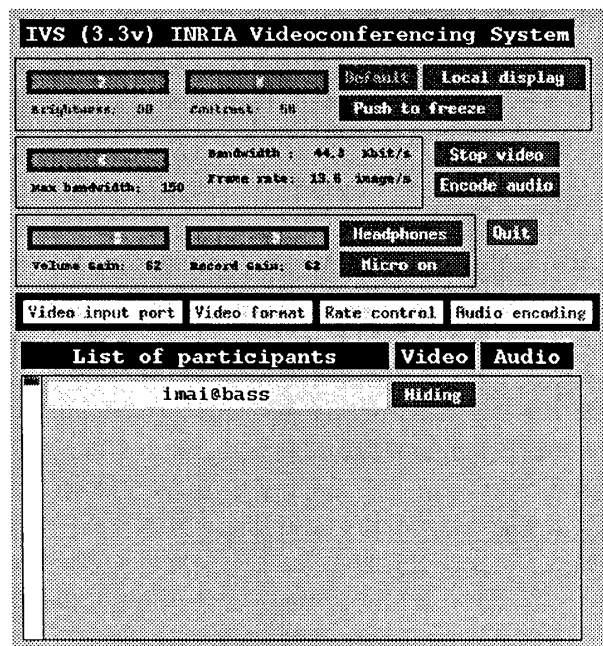 IVS (3.3v) INRIA Videoconferencing System
Default Local display
Brightness: 50 Contrast: 50 Push to freeze
Bandwidth : 44.3 Kbit/s Stop video
Max bandwidth: 150 Frame rate: 13.6 image/s Encode audio
Headphones Quit
Volume Gain: 62 Record Gain: 62 Micro on
Video input port Video format Rate control Audio encoding
List of participants Video Audio
imai@bass Hiding